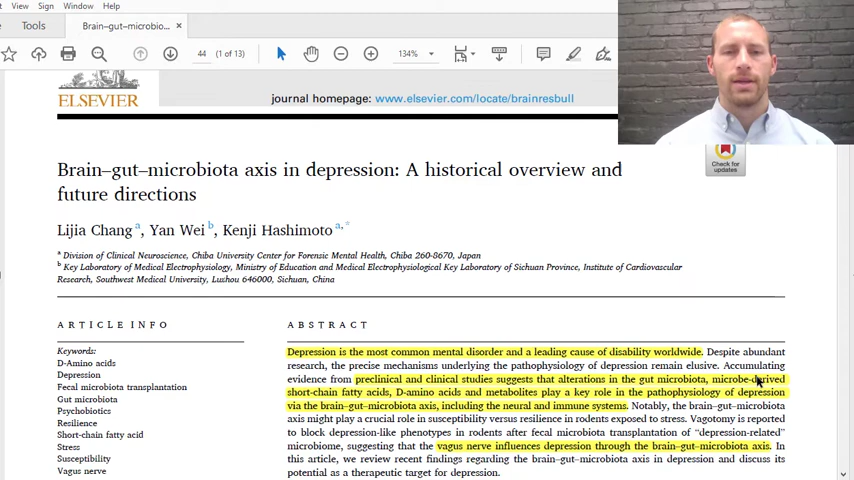 View Sign Window Help
Tools Brain–gut–microbio... ×
44 (1 of 13) 134%
ELSEVIER
journal homepage: www.elsevier.com/locate/brainresbull
Check for
updates
Brain–gut–microbiota axis in depression: A historical overview and
future directions
Lijia Chang a, Yan Wei b, Kenji Hashimoto a,*
a Division of Clinical Neuroscience, Chiba University Center for Forensic Mental Health, Chiba 260-8670, Japan
b Key Laboratory of Medical Electrophysiology, Ministry of Education and Medical Electrophysiological Key Laboratory of Sichuan Province, Institute of Cardiovascular
Research, Southwest Medical University, Luzhou 646000, Sichuan, China
ARTICLE INFO
Keywords:
D-Amino acids
Depression
Fecal microbiota transplantation
Gut microbiota
Psychobiotics
Resilience
Short-chain fatty acid
Stress
Susceptibility
Vagus nerve
ABSTRACT
Depression is the most common mental disorder and a leading cause of disability worldwide. Despite abundant
research, the precise mechanisms underlying the pathophysiology of depression remain elusive. Accumulating
evidence from preclinical and clinical studies suggests that alterations in the gut microbiota, microbe-derived
short-chain fatty acids, D-amino acids and metabolites play a key role in the pathophysiology of depression
via the brain–gut–microbiota axis, including the neural and immune systems. Notably, the brain–gut–microbiota
axis might play a crucial role in susceptibility versus resilience in rodents exposed to stress. Vagotomy is reported
to block depression-like phenotypes in rodents after fecal microbiota transplantation of “depression-related”
microbiome, suggesting that the vagus nerve influences depression through the brain–gut–microbiota axis. In
this article, we review recent findings regarding the brain–gut–microbiota axis in depression and discuss its
potential as a therapeutic target for depression.